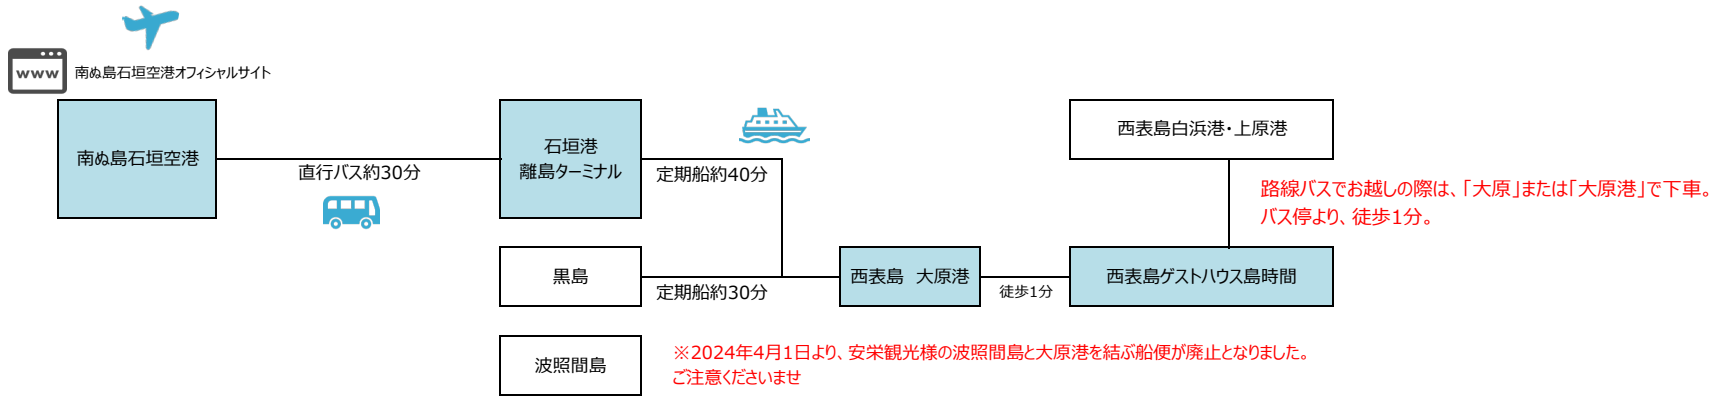 www
南ぬ島石垣空港オフィシャルサイト
南ぬ島石垣空港
直行バス約30分
石垣港
離島ターミナル
定期船約40分
西表島白浜港・上原港
路線バスでお越しの際は、「大原」または「大原港」で下車。
バス停より、徒歩1分。
黒島
定期船約30分
西表島　大原港
徒歩1分
西表島ゲストハウス島時間
波照間島
※2024年4月1日より、安栄観光様の波照間島と大原港を結ぶ船便が廃止となりました。
ご注意くださいませ